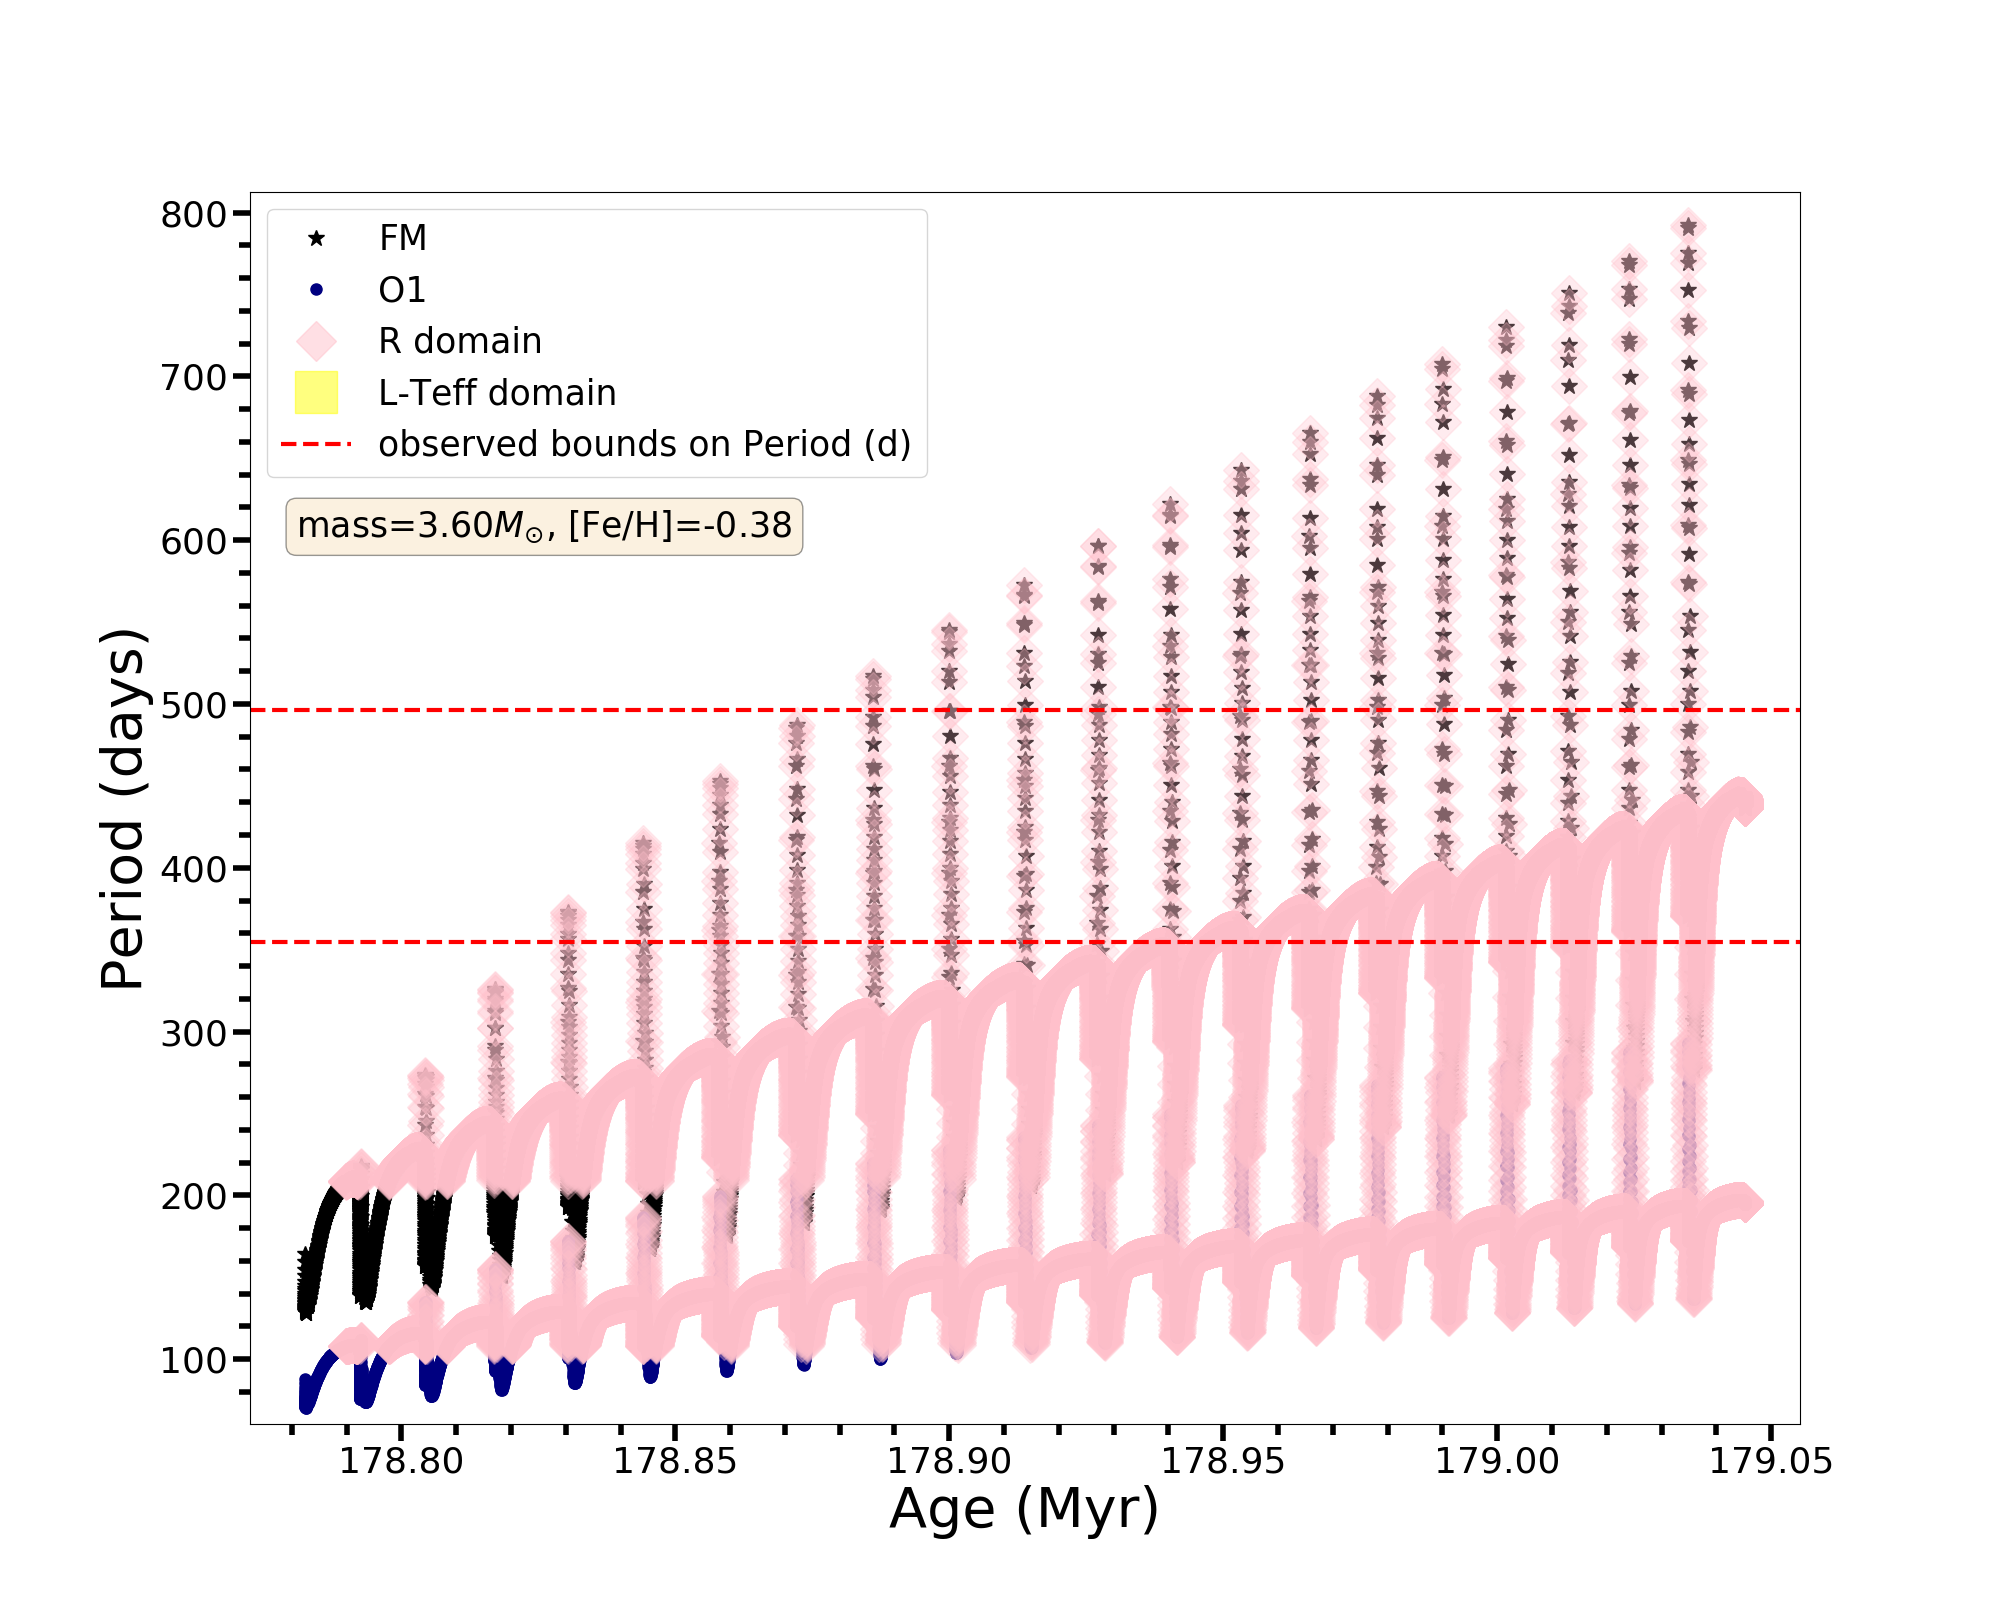 FM
O1
R domain
L-Teff domain
observed bounds on Period (d)
mass=3.60M⊙, [Fe/H]=-0.38
800
700
600
500
400
300
200
100
Period (days)
178.80 178.85 178.90 178.95 179.00 179.05
Age (Myr)